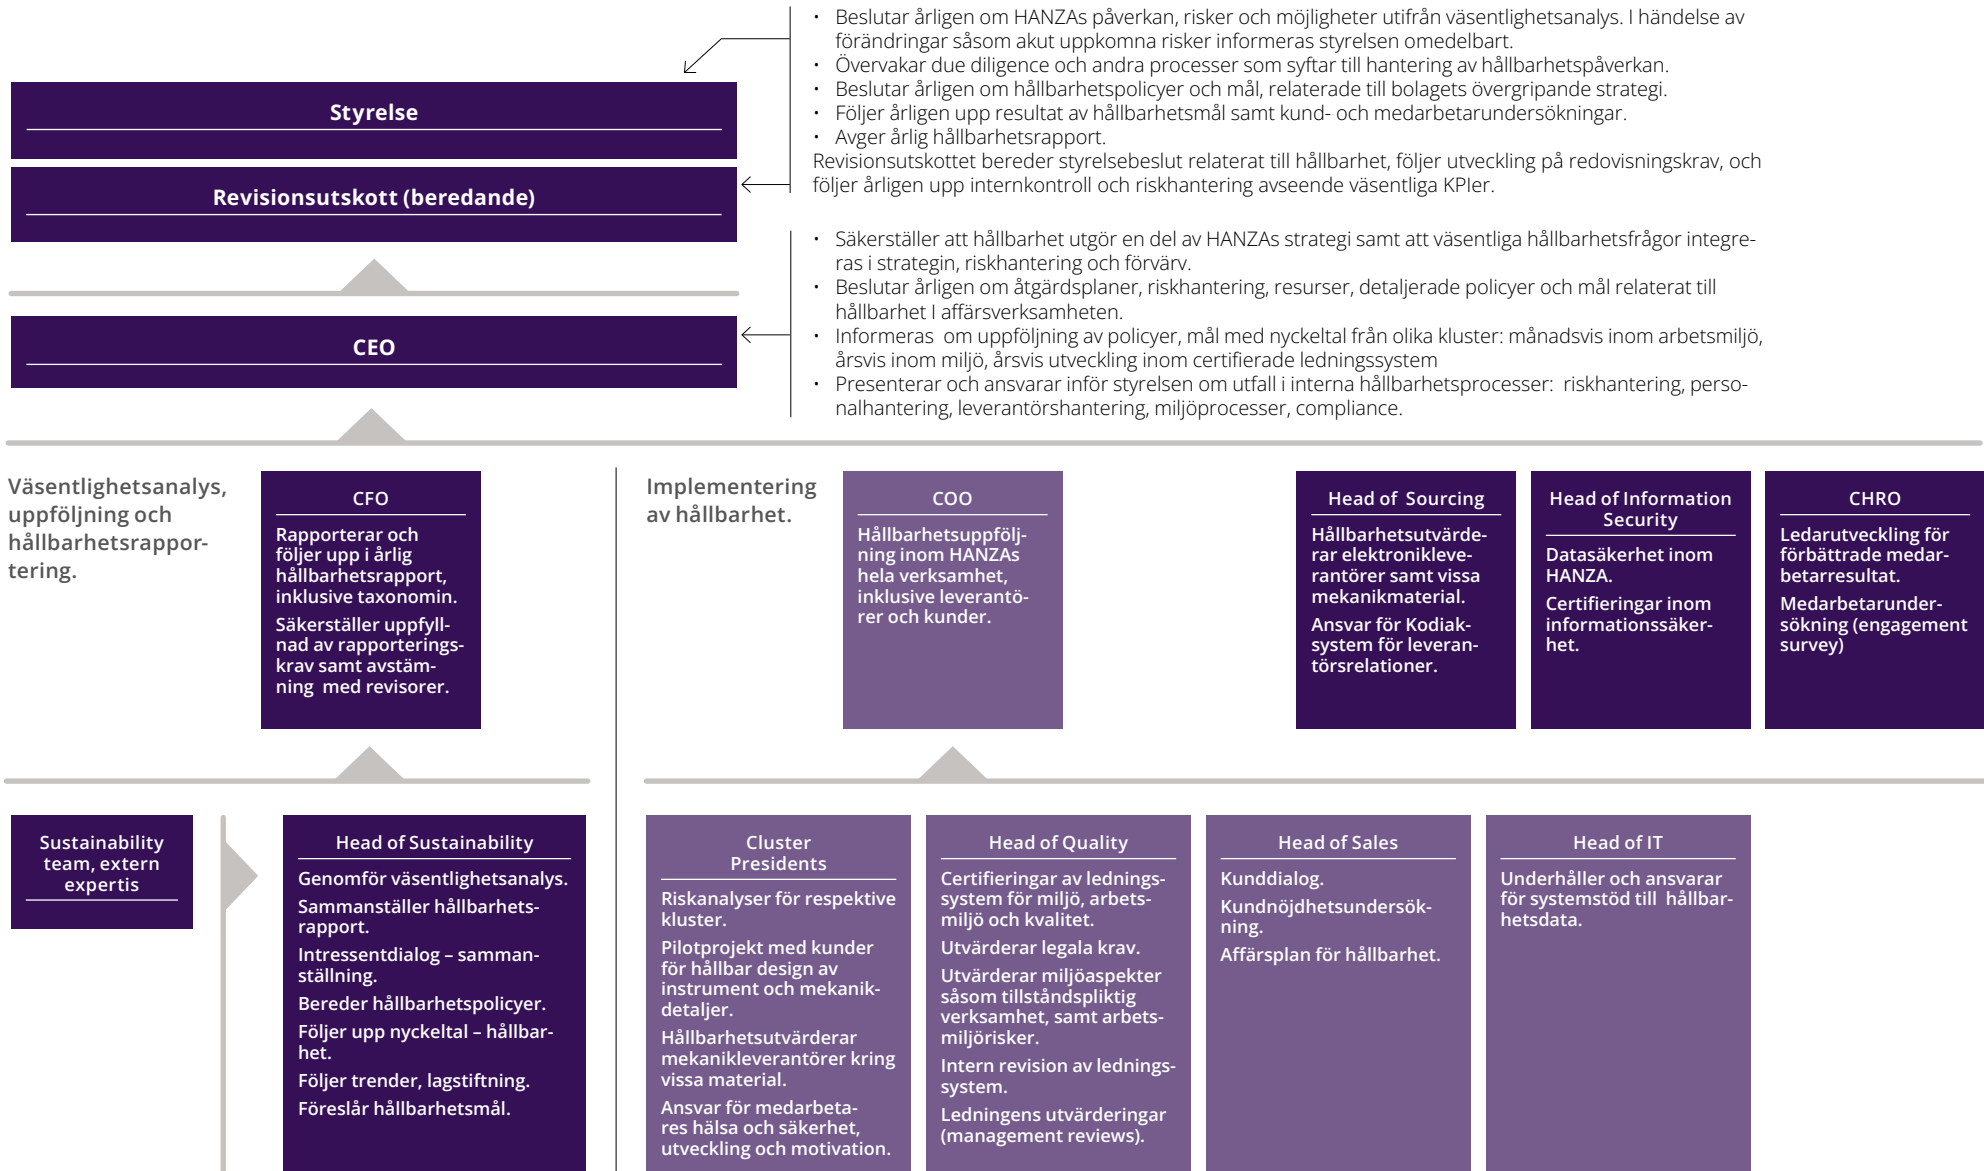 • Beslutar årligen om HANZAs påverkan, risker och möjligheter utifrån väsentlighetsanalys. I händelse av
förändringar såsom akut uppkomna risker informeras styrelsen omedelbart.
• Övervakar due diligence och andra processer som syftar till hantering av hållbarhetspåverkan.
• Beslutar årligen om hållbarhetspolicyer och mål, relaterade till bolagets övergripande strategi.
• Följer årligen upp resultat av hållbarhetsmål samt kund- och medarbetarundersökningar.
• Avger årlig hållbarhetsrapport.
Revisionsutskottet bereder styrelsebeslut relaterat till hållbarhet, följer utveckling på redovisningskrav, och
följer årligen upp internkontroll och riskhantering avseende väsentliga KPIer.
Styrelse
Revisionsutskott (beredande)
• Säkerställer att hållbarhet utgör en del av HANZAs strategi samt att väsentliga hållbarhetsfrågor integre-
ras i strategin, riskhantering och förvärv.
• Beslutar årligen om åtgärdsplaner, riskhantering, resurser, detaljerade policyer och mål relaterat till
hållbarhet I affärsverksamheten.
• Informeras  om uppföljning av policyer, mål med nyckeltal från olika kluster: månadsvis inom arbetsmiljö,
årsvis inom miljö, årsvis utveckling inom certifierade ledningssystem
• Presenterar och ansvarar inför styrelsen om utfall i interna hållbarhetsprocesser:  riskhantering, perso-
nalhantering, leverantörshantering, miljöprocesser, compliance.
CEO
Väsentlighetsanalys,
uppföljning och
hållbarhetsrappor-
tering.
CFO
Rapporterar och
följer upp i årlig
hållbarhetsrapport,
inklusive taxonomin.
Säkerställer uppfyll-
nad av rapporterings-
krav samt avstäm-
ning  med revisorer.
Implementering
av hållbarhet.
COO
Hållbarhetsuppfölj-
ning inom HANZAs
hela verksamhet,
inklusive leverantö-
rer och kunder.
Head of  Sourcing
Hållbarhetsutvärde-
rar elektronikleve-
rantörer samt vissa
mekanikmaterial.
Ansvar för Kodiak-
system för leveran-
törsrelationer.
Head of Information
Security
Datasäkerhet inom
HANZA.
Certifieringar inom
informationssäker-
het.
CHRO
Ledarutveckling för
förbättrade medar-
betarresultat.
Medarbetarunder-
sökning (engagement
survey)
Sustainability
team, extern
expertis
Head of Sustainability
Genomför väsentlighetsanalys.
Sammanställer hållbarhets-
rapport.
Intressentdialog – samman-
ställning.
Bereder hållbarhetspolicyer.
Följer upp nyckeltal – hållbar-
het.
Följer trender, lagstiftning.
Föreslår hållbarhetsmål.
Cluster
Presidents
Riskanalyser för respektive
kluster.
Pilotprojekt med kunder
för hållbar design av
instrument och mekanik-
detaljer.
Hållbarhetsutvärderar
mekanikleverantörer kring
vissa material.
Ansvar för medarbeta-
res hälsa och säkerhet,
utveckling och motivation.
Head of Quality
Certifieringar av lednings-
system för miljö, arbets-
miljö och kvalitet.
Utvärderar legala krav.
Utvärderar miljöaspekter
såsom tillståndspliktig
verksamhet, samt arbets-
miljörisker.
Intern revision av lednings-
system.
Ledningens utvärderingar
(management reviews).
Head of Sales
Kunddialog.
Kundnöjdhetsundersök-
ning.
Affärsplan för hållbarhet.
Head of IT
Underhåller och ansvarar
för systemstöd till  hållbar-
hetsdata.